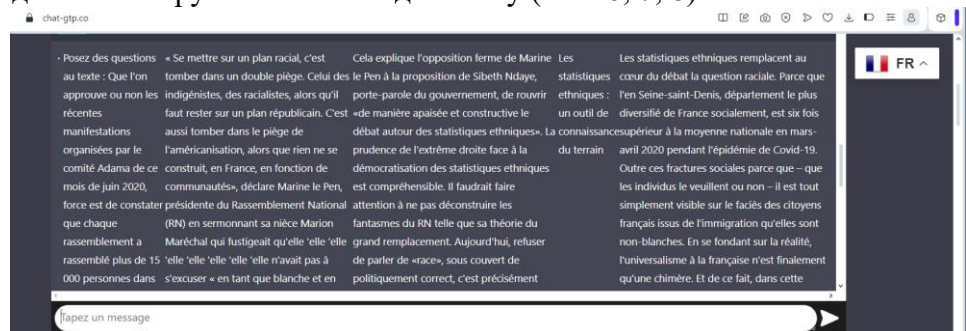 chat-gtp.co
· Posez des questions
au texte : Que l'on
approuve ou non les
récentes
manifestations
organisées par le
comité Adama de ce
mois de juin 2020,
force est de constater
que chaque
rassemblement a
rassemblé plus de 15
000 personnes dans
« Se mettre sur un plan racial, c'est
tomber dans un double piège. Celui des
indigénistes, des racialistes, alors qu'il
faut rester sur un plan républicain. C'est
aussi tomber dans le piège de
l'américanisation, alors que rien ne se
construit, en France, en fonction de
communautés», déclare Marine le Pen,
présidente du Rassemblement National
(RN) en sermonnant sa nièce Marion
Maréchal qui fustigeait qu'elle 'elle 'elle
'elle 'elle 'elle 'elle 'elle n'avait pas à
s'excuser « en tant que blanche et en
Cela explique l'opposition ferme de Marine
le Pen à la proposition de Sibeth Ndaye,
porte-parole du gouvernement, de rouvrir
«de manière apaisée et constructive le
débat autour des statistiques ethniques». La
prudence de l'extrême droite face à la
démocratisation des statistiques ethniques
est compréhensible. Il faudrait faire
attention à ne pas déconstruire les
fantasmes du RN telle que sa théorie du
grand remplacement. Aujourd'hui, refuser
de parler de «race», sous couvert de
politiquement correct, c'est précisément
Les
statistiques
ethniques :
un outil de
connaissance
du terrain
Les statistiques ethniques remplacent au
cœur du débat la question raciale. Parce que
l'en Seine-saint-Denis, département le plus
diversifié de France socialement, est six fois
supérieur à la moyenne nationale en mars-
avril 2020 pendant l'épidémie de Covid-19.
Outre ces fractures sociales parce que – que
les individus le veuillent ou non – il est tout
simplement visible sur le faciès des citoyens
français issus de l'immigration qu'elles sont
non-blanches. En se fondant sur la réalité,
l'universalisme à la française n'est finalement
qu'une chimère. Et de ce fait, dans cette
FR
Tapez un message